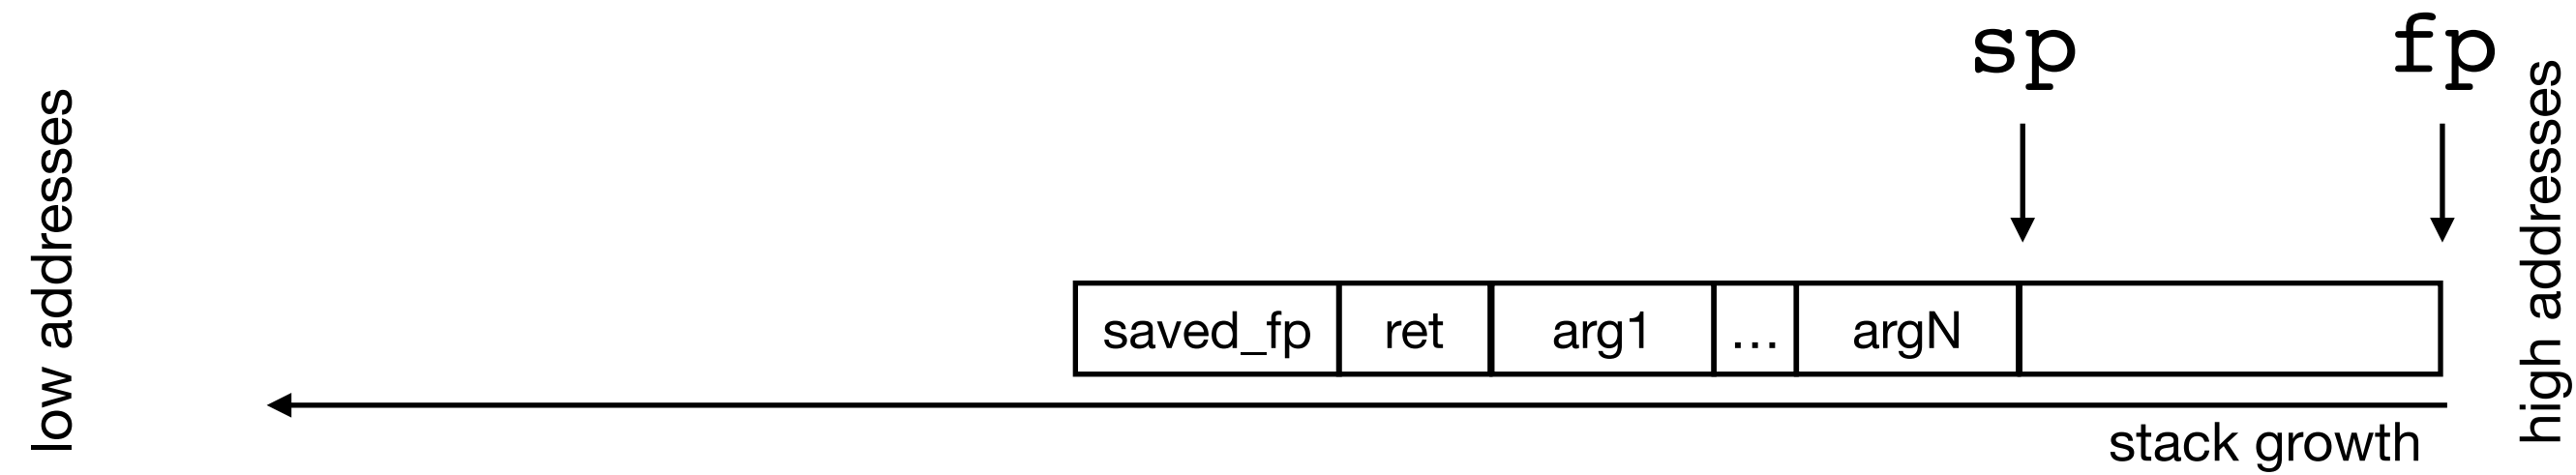 sp
fp
low addresses
high addresses
saved_fp
ret
arg1
...
argN
stack growth